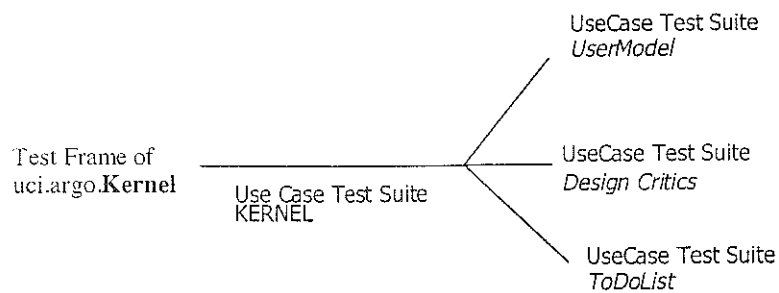 UseCase Test Suite
UserModel
Test Frame of
uci.argo.Kernel
Use Case Test Suite
KERNEL
UseCase Test Suite
Design Critics
UseCase Test Suite
ToDoList